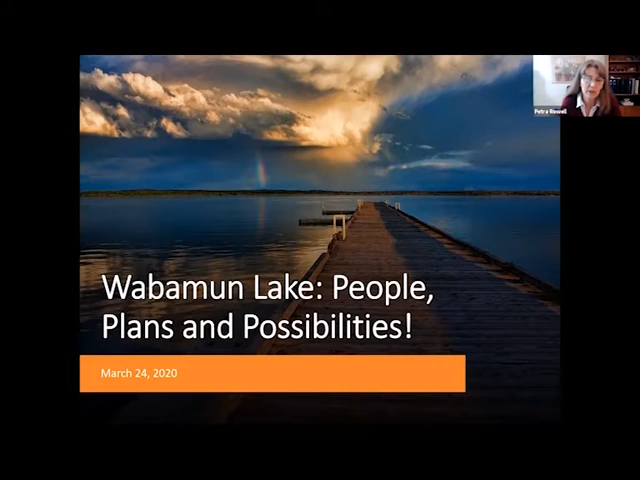 Petra Rowell
Wabamun Lake: People,
Plans and Possibilities!
March 24, 2020